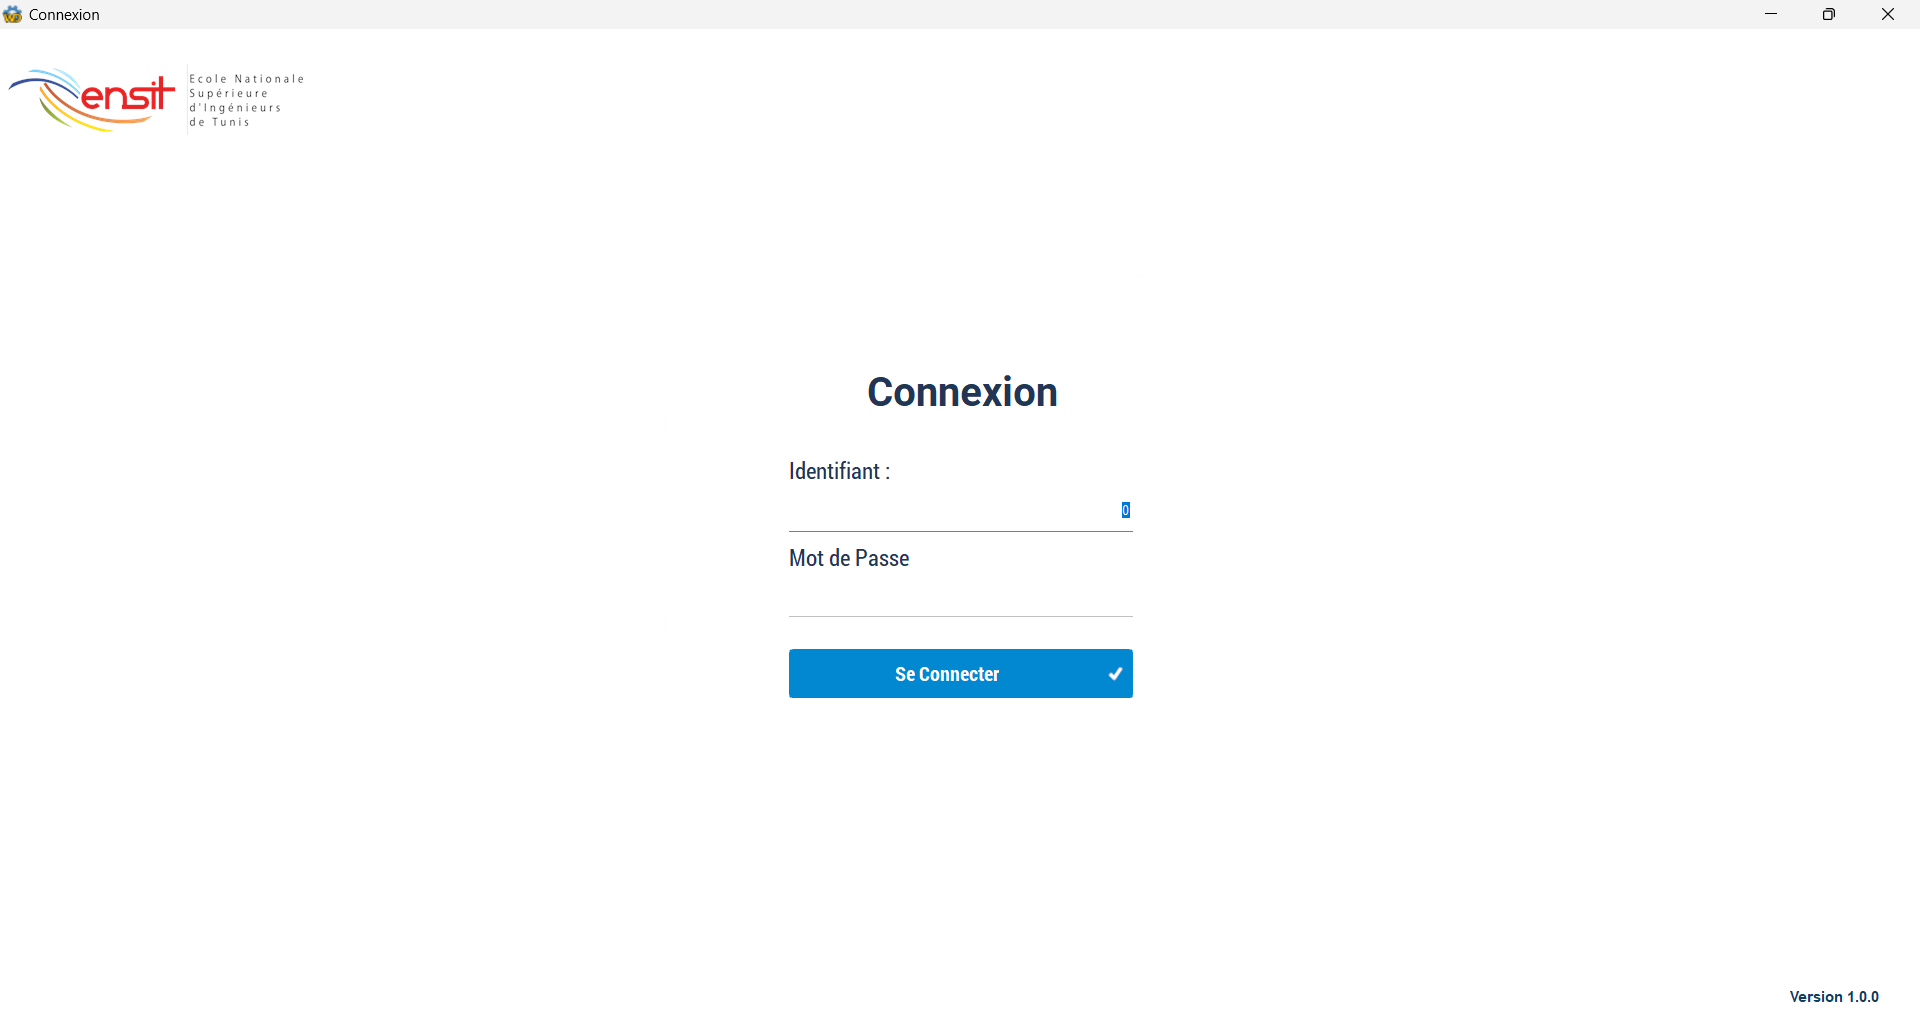 Connexion
ensit
Ecole Nationale
Supérieure
d'Ingénieurs
de Tunis
Connexion
Identifiant :
0
Mot de Passe
Se Connecter
Version 1.0.0